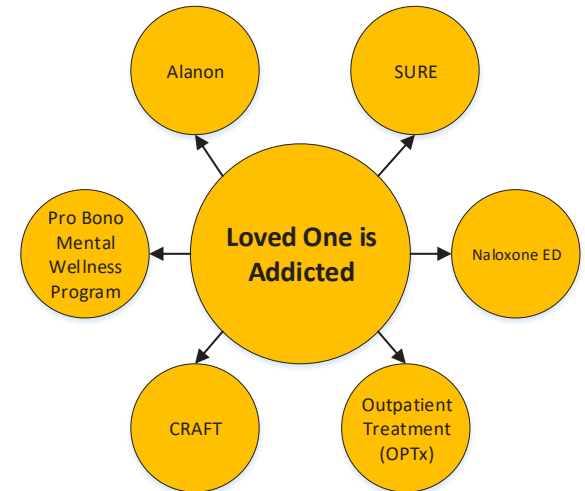 Alanon
SURE
Pro Bono
Mental
Wellness
Program
Loved One is
Addicted
Naloxone ED
CRAFT
Outpatient
Treatment
(OPTx)